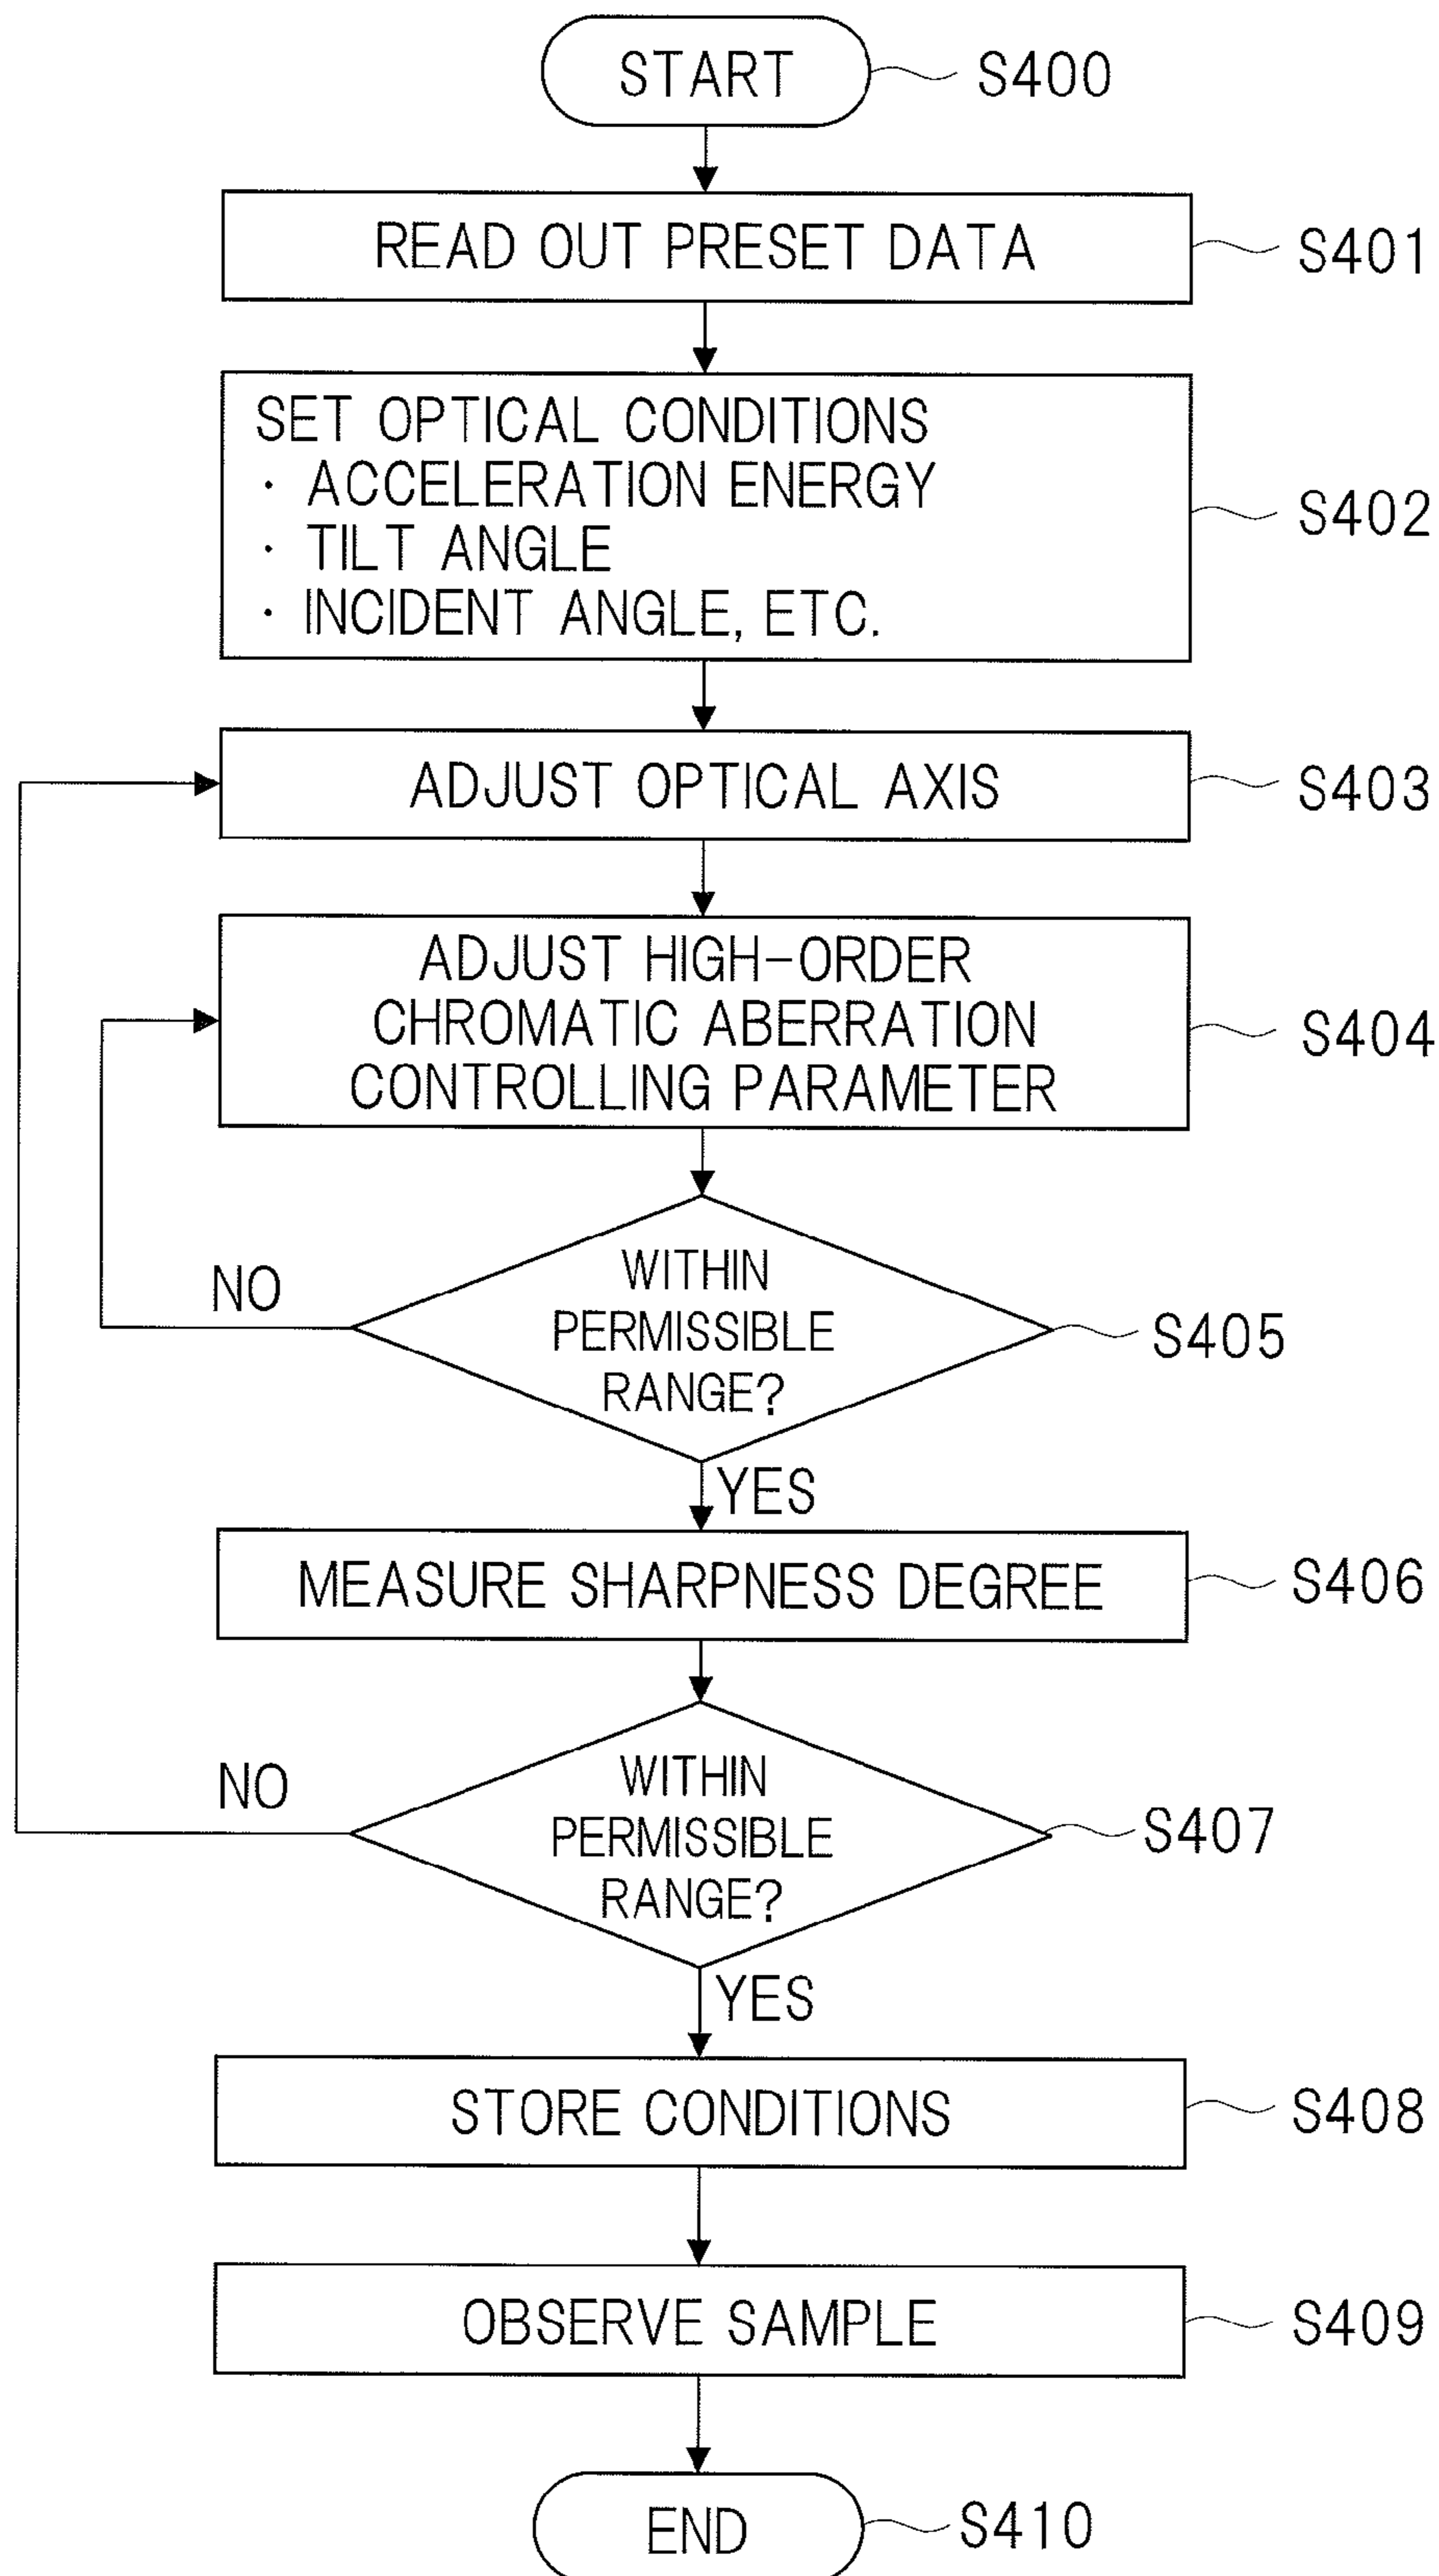 START
S400
READ OUT PRESET DATA
S401
SET OPTICAL CONDITIONS
· ACCELERATION ENERGY
· TILT ANGLE
· INCIDENT ANGLE, ETC.
S402
ADJUST OPTICAL AXIS
S403
ADJUST HIGH-ORDER
CHROMATIC ABERRATION
CONTROLLING PARAMETER
S404
WITHIN
PERMISSIBLE
RANGE?
S405
NO
YES
MEASURE SHARPNESS DEGREE
S406
WITHIN
PERMISSIBLE
RANGE?
S407
NO
YES
STORE CONDITIONS
S408
OBSERVE SAMPLE
S409
END
S410